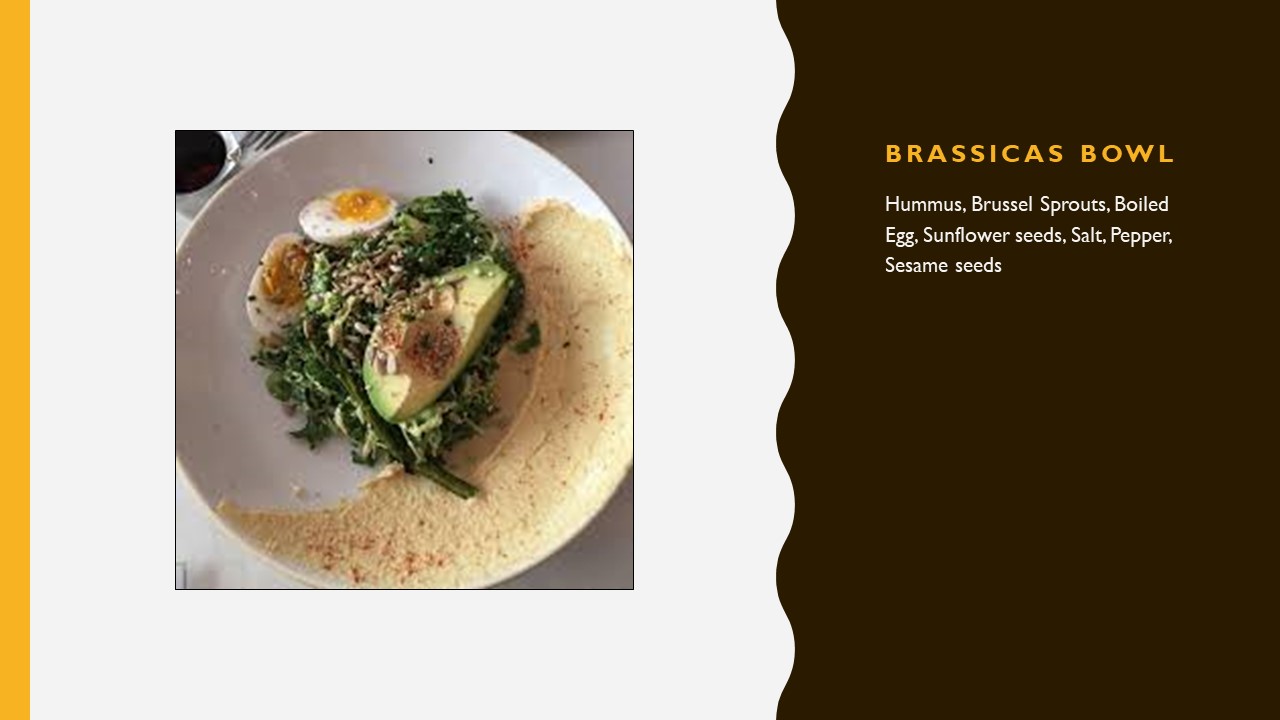 BRASSICAS BOWL
Hummus, Brussel Sprouts, Boiled
Egg, Sunflower seeds, Salt, Pepper,
Sesame seeds